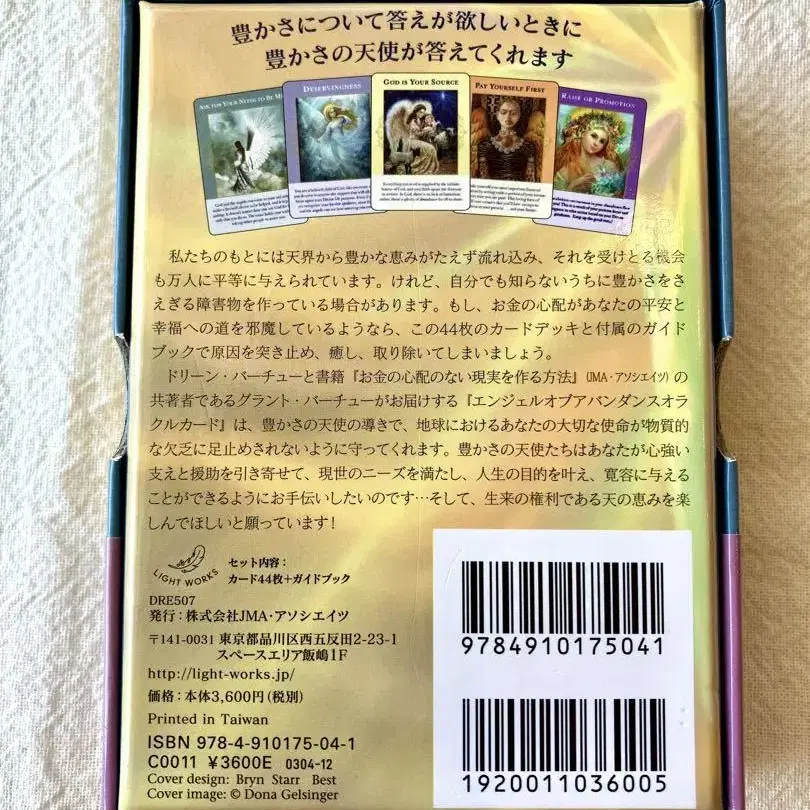 豊かさについて答えが欲しいときに
豊かさの天使が答えてくれます
ASK FOR YOUR NEEDS TO BE
DESERVINGNESS
GOD IS YOUR SOURCE
PAY YOURSELF FIRST
RAISE OR PROMOTION
私たちのもとには天界から豊かな恵みがたえず流れ込み、それを受けとる機会
も万人に平等に与えられています。けれど、自分でも知らないうちに豊かさをさ
えぎる障害物を作っている場合があります。もし、お金の心配があなたの平安と
幸福への道を邪魔しているようなら、この44枚のカードデッキと付属のガイド
ブックで原因を突き止め、癒し、取り除いてしまいましょう。
ドリーン・バーチューと書籍『お金の心配のない現実を作る方法』(JMA・アソシエイツ)の
共著者であるグラント・バーチューがお届けする『エンジェルオブアバンダンスオラ
クルカード』は、豊かさの天使の導きで、地球におけるあなたの大切な使命が物質的
な欠乏に足止めされないように守ってくれます。豊かさの天使たちはあなたが心強い
支えと援助を引き寄せて、現世のニーズを満たし、人生の目的を叶え、寛容に与える
ことができるようにお手伝いしたいのです…そして、生来の権利である天の恵みを楽
しんでほしいと願っています!
LIGHT WORKS
セット内容:
カード44枚+ガイドブック
DRE507
発行:株式会社JMA・アソシエイツ
〒141-0031 東京都品川区西五反田2-23-1
スペースエリア飯嶋1F
http://light-works.jp/
価格:本体3,600円(税別)
Printed in Taiwan
ISBN 978-4-910175-04-1
C0011 ¥3600E 0304-12
Cover design: Bryn Starr Best
Cover image: © Dona Gelsinger
9784910175041
1920011036005